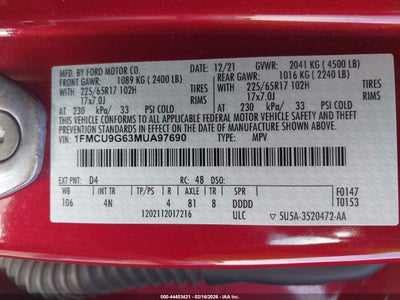 MFD. BY FORD MOTOR CO. 12/21 GVWR: 2041 KG (4500 LB)
FRONT GAWR: REAR GAWR:
1089 KG (2400 LB) 1016 KG (2240 LB)
WITH TIRES WITH TIRES
225/65R17 102H 225/65R17 102H
RIMS RIMS
17x7.0J 17x7.0J
AT 230 kPa/ 33 PSI COLD AT 230 kPa/ 33 PSI COLD
THIS VEHICLE CONFORMS TO ALL APPLICABLE FEDERAL MOTOR VEHICLE
SAFETY AND THEFT PREVENTION STANDARDS IN EFFECT ON THE DATE OF
MANUFACTURE SHOWN ABOVE.
VIN: 1FMCU9G63MUA97690 TYPE: MPV
EXT PNT: D4 RC: 48 DSO: F0147
WB INT TR TP/PS R AXLE TR SPR T0153
106 4N 4 81 8 DDDD
1202112017216 ULC 5U5A-3520472-AA
000-44403421 - 02/18/2026 - IAA Inc.